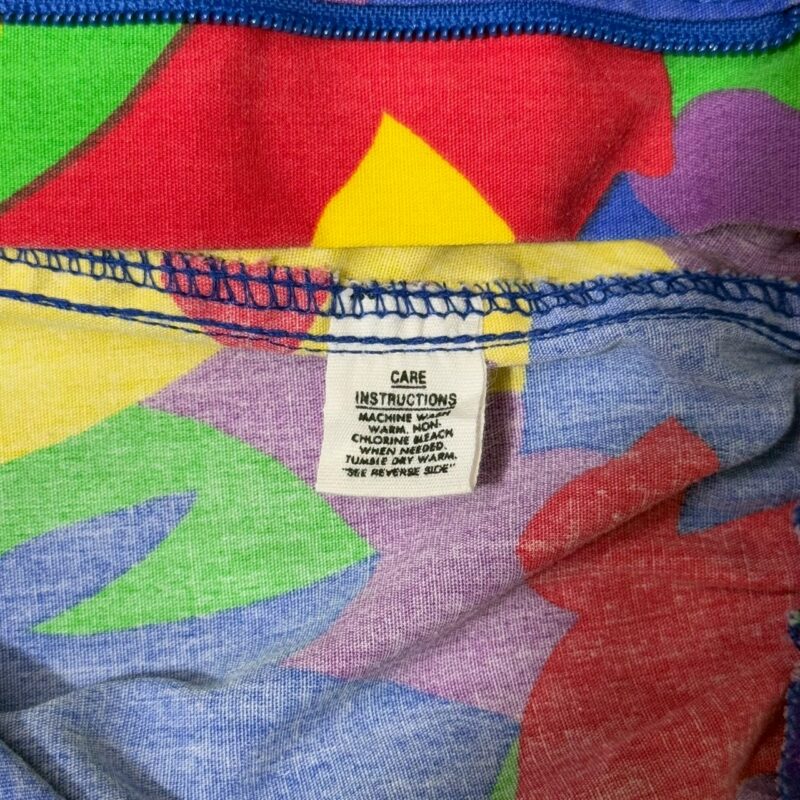 CARE
INSTRUCTIONS
MACHINE WASH
WARM. NON-
CHLORINE BLEACH
WHEN NEEDED.
TUMBLE DRY WARM.
"SEE REVERSE SIDE"